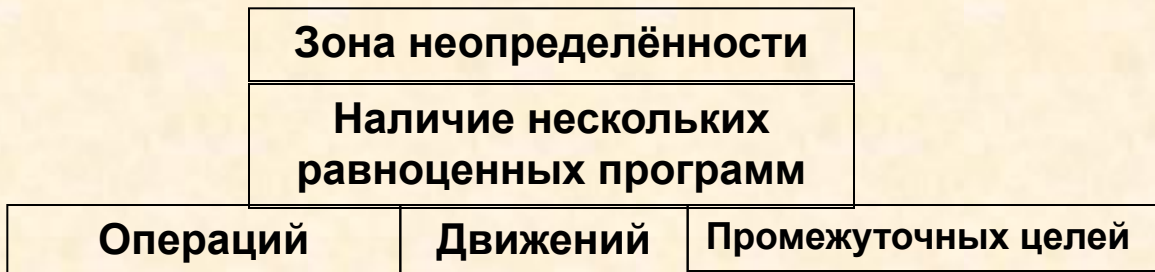 Зона неопределённости
Наличие нескольких
равноценных программ
Операций Движений Промежуточных целей